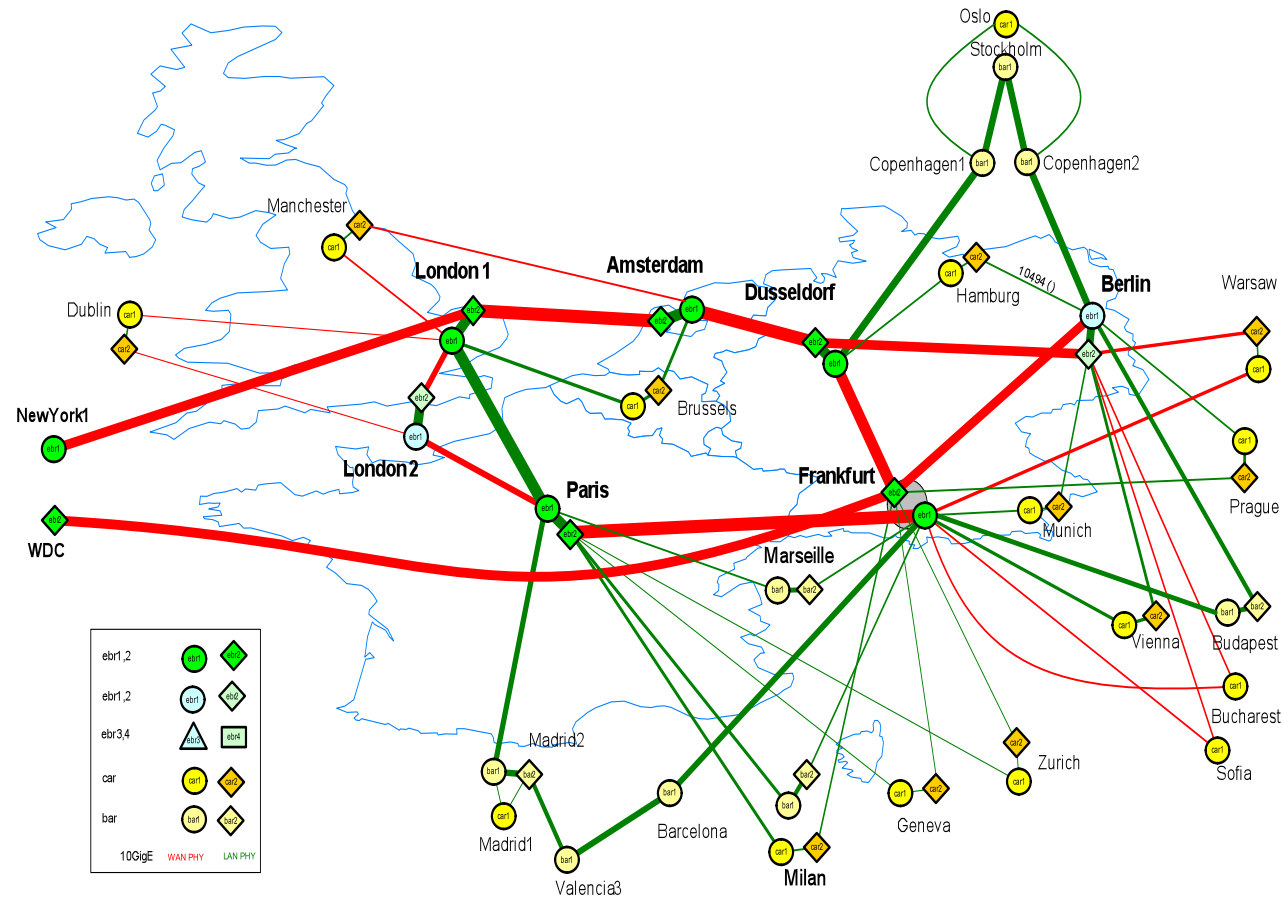 Oslo
car1
Stockholm
bar1
Copenhagen1
bar1
bar1
Copenhagen2
Manchester
car2
car1
London 1
ebr2
ebr1
Amsterdam
ebr1
ebr2
Dusseldorf
ebr2
ebr1
car2
car1
Hamburg
10494 ()
Berlin
ebr1
ebr2
Warsaw
car2
car1
Dublin
car1
car2
ebr2
ebr1
London 2
car2
car1
Brussels
NewYork1
ebr1
ebr2
WDC
Paris
ebr1
ebr2
Frankfurt
ebr2
ebr1
car1
car2
Munich
car1
car2
Prague
Marseille
bar1
bar2
car1
car2
Vienna
bar1
bar2
Budapest
car1
Bucharest
car1
Sofia
Madrid2
bar1
bar2
car1
Madrid1
bar1
Valencia3
bar1
Barcelona
bar2
bar1
car1
car2
Milan
car1
car2
Geneva
car2
car1
Zurich
ebr1,2
ebr1
ebr2
ebr1,2
ebr1
ebr2
ebr3,4
ebr3
ebr4
car
car1
car2
bar
bar1
bar2
10GigE WAN PHY LAN PHY